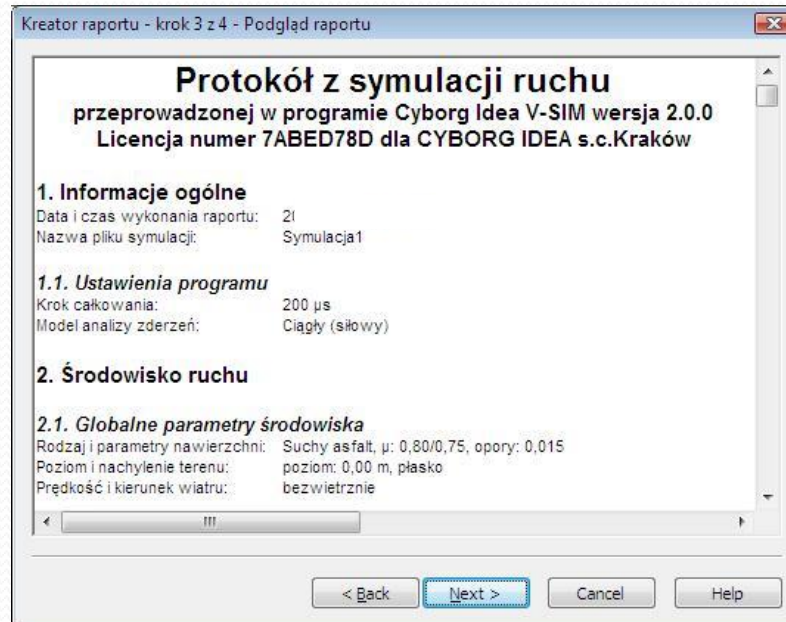 Kreator raportu - krok 3 z 4 - Podgląd raportu
Protokół z symulacji ruchu
przeprowadzonej w programie Cyborg Idea V-SIM wersja 2.0.0
Licencja numer 7ABED78D dla CYBORG IDEA s.c.Kraków
1. Informacje ogólne
Data i czas wykonania raportu:
Nazwa pliku symulacji: Symulacja1
1.1. Ustawienia programu
Krok całkowania: 200 µs
Model analizy zderzeń: Ciągły (siłowy)
2. Środowisko ruchu
2.1. Globalne parametry środowiska
Rodzaj i parametry nawierzchni: Suchy asfalt, µ: 0,80/0,75, opory: 0,015
Poziom i nachylenie terenu: poziom: 0,00 m, płasko
Prędkość i kierunek wiatru: bezwietrznie
< Back Next > Cancel Help